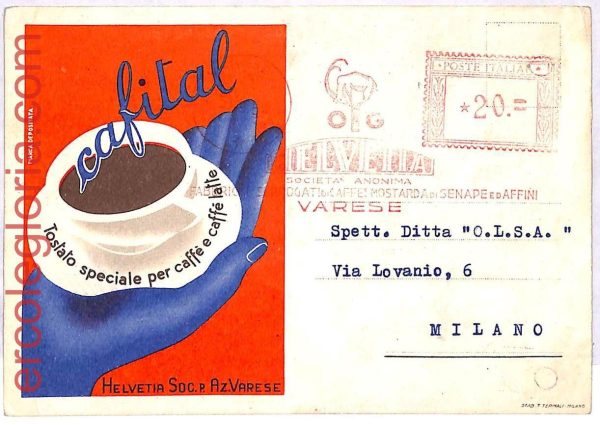 ercolegloria.com
MARCA DEPOSITATA
cafital
Tostato speciale per caffè e caffè latte
HELVETIA SOC. P. AZ. VARESE
POSTE ITALIANE
*20.=
O G
HELVETIA
SOCIETA' ANONIMA
SURROGATI di CAFFE' MOSTARDA di SENAPE ED AFFINI
VARESE
Spett. Ditta "O.L.S.A. "
Via Lovanio, 6
MILANO
MILANO